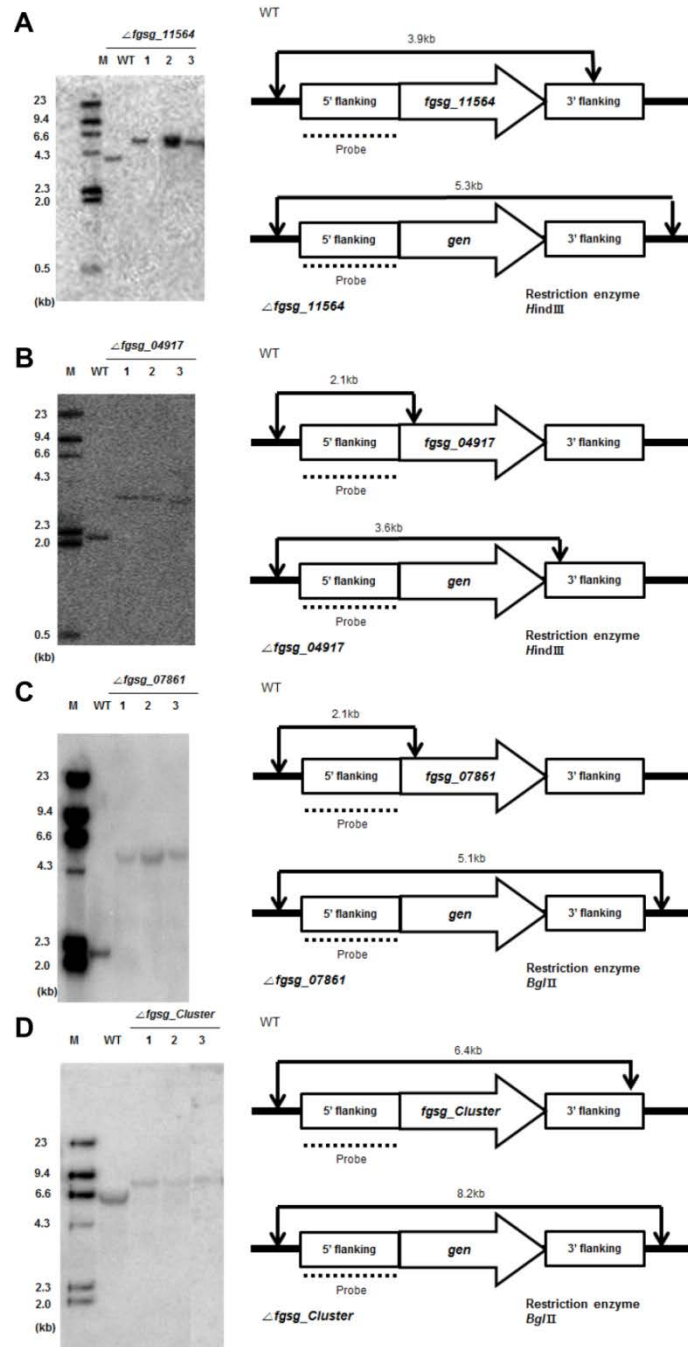 A
∠fgsg_11564
M WT 1 2 3
23
9.4
6.6
4.3
2.3
2.0
0.5
(kb)
WT
3.9kb
5' flanking fgsg_11564 3' flanking
Probe
5.3kb
5' flanking gen 3' flanking
Probe
∠fgsg_11564
Restriction enzyme
HindIII
B
∠fgsg_04917
M WT 1 2 3
23
9.4
6.6
4.3
2.3
2.0
0.5
(kb)
WT
2.1kb
5' flanking fgsg_04917 3' flanking
Probe
3.6kb
5' flanking gen 3' flanking
Probe
∠fgsg_04917
Restriction enzyme
HindIII
C
∠fgsg_07861
M WT 1 2 3
23
9.4
6.6
4.3
2.3
2.0
(kb)
WT
2.1kb
5' flanking fgsg_07861 3' flanking
Probe
5.1kb
5' flanking gen 3' flanking
Probe
∠fgsg_07861
Restriction enzyme
BglII
D
∠fgsg_Cluster
M WT 1 2 3
23
9.4
6.6
4.3
2.3
2.0
(kb)
WT
6.4kb
5' flanking fgsg_Cluster 3' flanking
Probe
8.2kb
5' flanking gen 3' flanking
Probe
∠fgsg_Cluster
Restriction enzyme
BglII